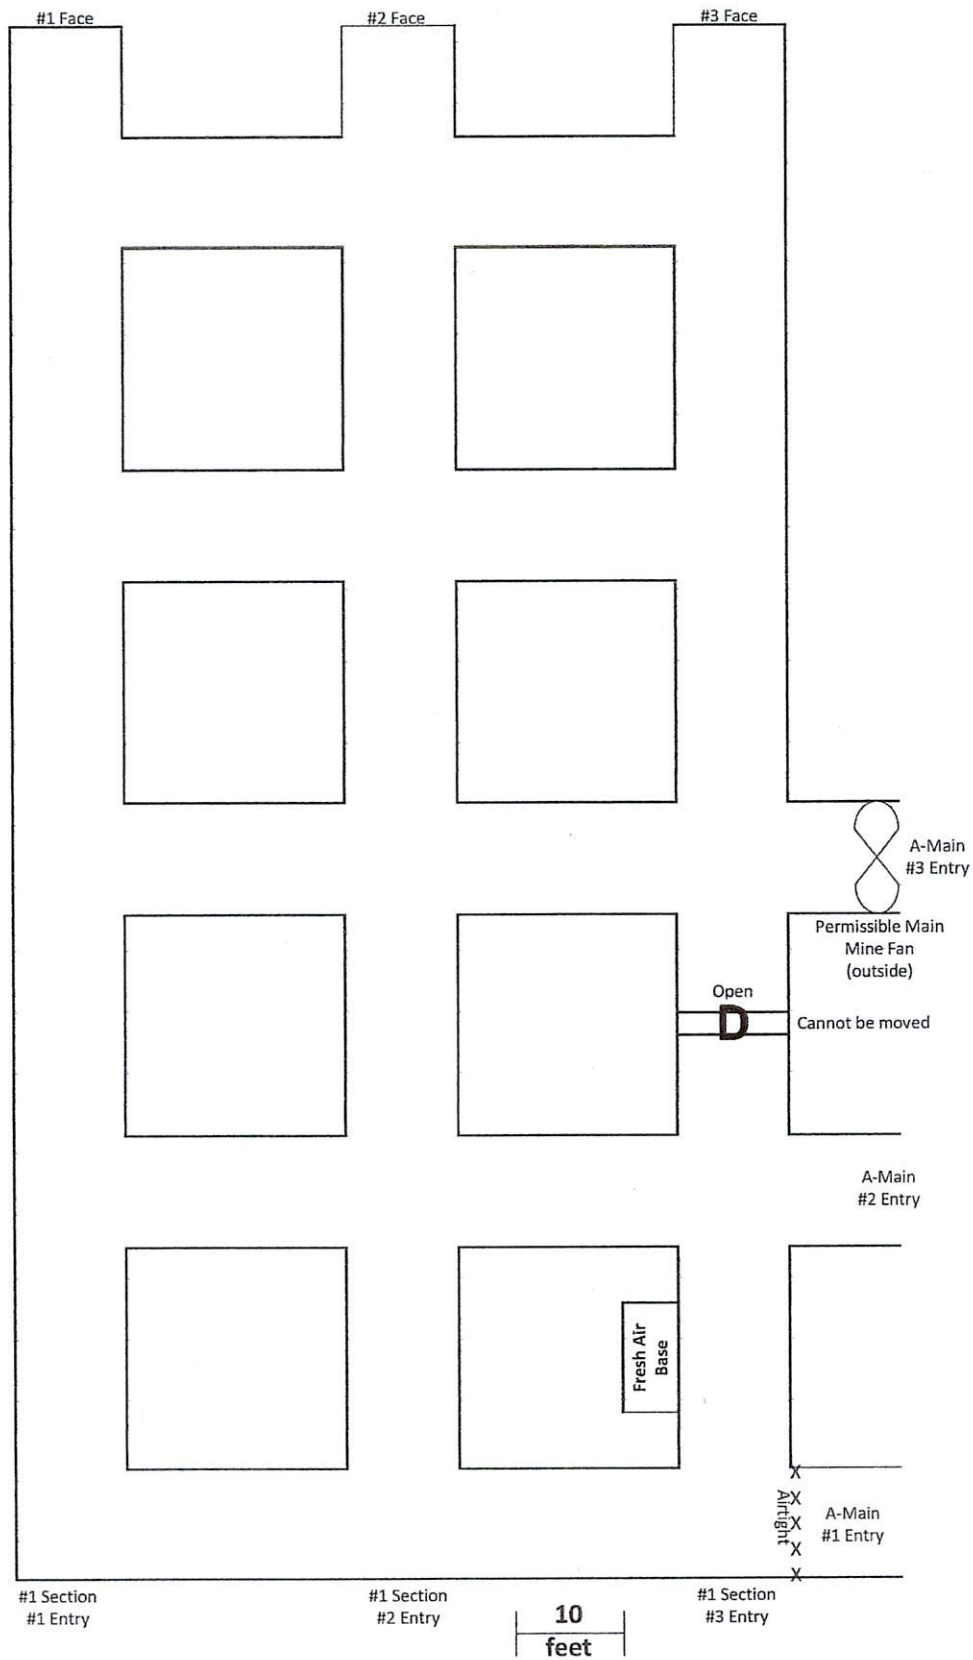 #1 Face
#2 Face
#3 Face
A-Main
#3 Entry
Permissible Main
Mine Fan
(outside)
Open
D
Cannot be moved
A-Main
#2 Entry
Fresh Air
Base
X
X
X
X
X
Airtight
A-Main
#1 Entry
#1 Section
#1 Entry
#1 Section
#2 Entry
#1 Section
#3 Entry
10
feet